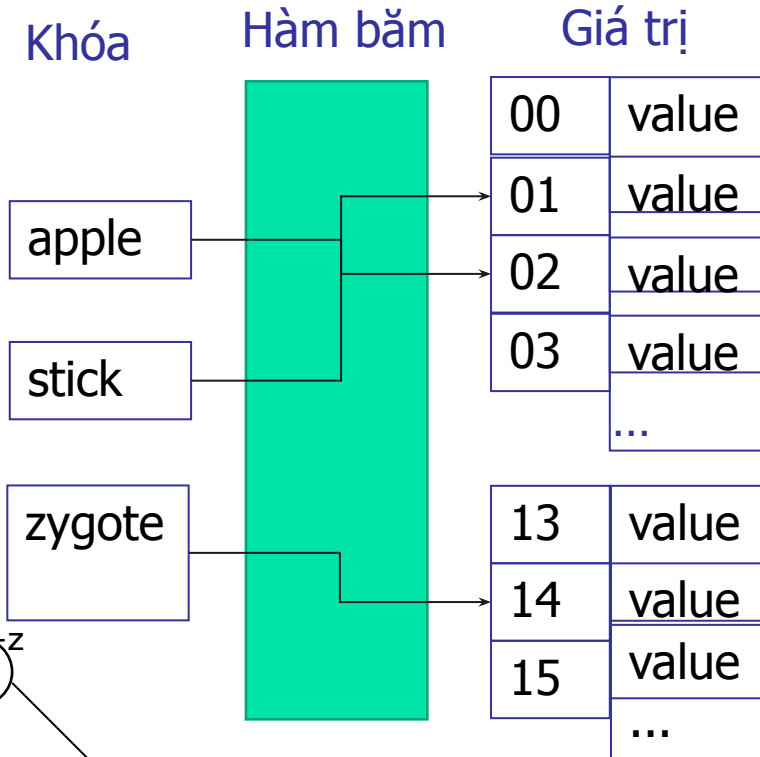 Khóa Hàm băm Giá trị
00 value
01 value
apple
02 value
03 value
stick
...
zygote
13 value
14 value
-z
15 value
...